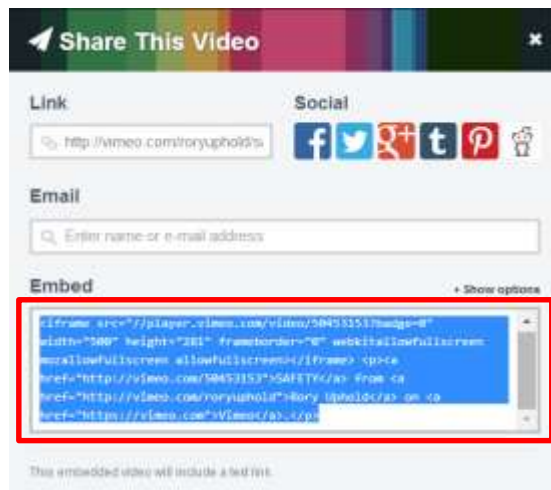 Share This Video
×
Link
Social
http://vimeo.com/roryuphold/sa
f g+ t p
Email
Enter name or e-mail address
Embed
+ Show options
<iframe src="//player.vimeo.com/video/50453153?badge=0"
width="500" height="281" frameborder="0" webkitallowfullscreen
mozallowfullscreen allowfullscreen></iframe> <p><a
href="http://vimeo.com/50453153">SAFETY</a> from <a
href="http://vimeo.com/roryuphold">Rory Uphold</a> on <a
href="https://vimeo.com">Vimeo</a>.</p>
This embedded video will include a text link.